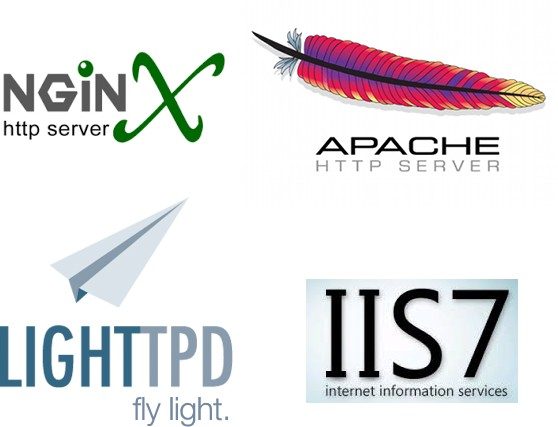 NGiNX
http server
APACHE
HTTP SERVER
LIGHTTPD
fly light.
IIS7
internet information services